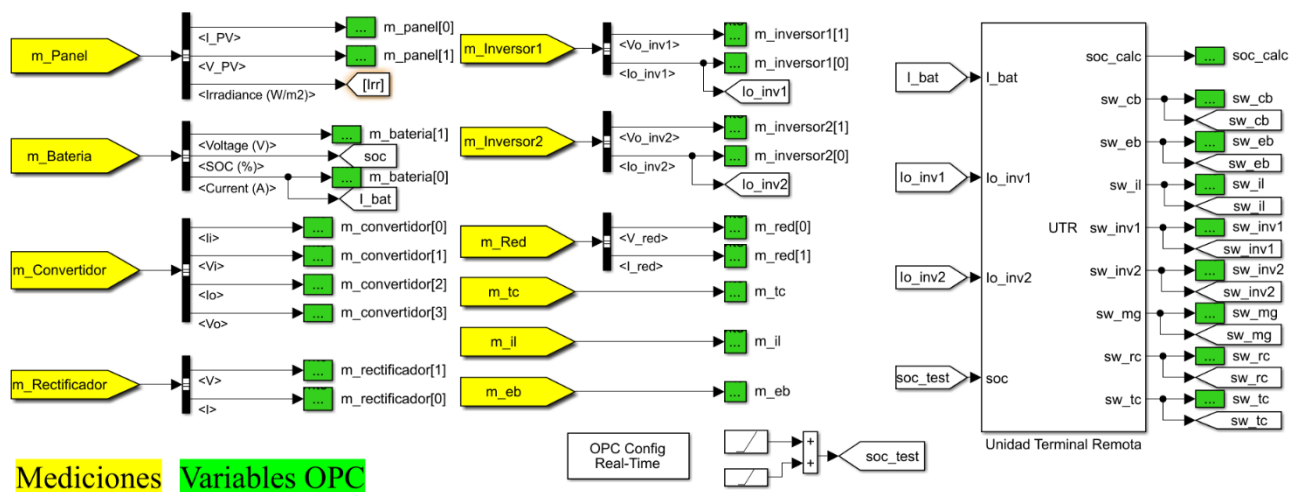 m_Panel
<I_PV>
... m_panel[0]
<V_PV>
... m_panel[1]
<Irradiance (W/m2)>
[Irr]
m_Bateria
<Voltage (V)>
... m_bateria[1]
<SOC (%)>
soc
<Current (A)>
... m_bateria[0]
I_bat
m_Convertidor
<Ii>
... m_convertidor[0]
<Vi>
... m_convertidor[1]
<Io>
... m_convertidor[2]
<Vo>
... m_convertidor[3]
m_Rectificador
<V>
... m_rectificador[1]
<I>
... m_rectificador[0]
m_Inversor1
<Vo_inv1>
... m_inversor1[1]
<Io_inv1>
... m_inversor1[0]
Io_inv1
m_Inversor2
<Vo_inv2>
... m_inversor2[1]
<Io_inv2>
... m_inversor2[0]
Io_inv2
m_Red
<V_red>
... m_red[0]
<I_red>
... m_red[1]
m_tc
... m_tc
m_il
... m_il
m_eb
... m_eb
OPC Config
Real-Time
+
+
soc_test
I_bat
I_bat
Io_inv1
Io_inv1
Io_inv2
Io_inv2
soc_test
soc
UTR
soc_calc
... soc_calc
sw_cb
... sw_cb
sw_cb
sw_eb
... sw_eb
sw_eb
sw_il
... sw_il
sw_il
sw_inv1
... sw_inv1
sw_inv1
sw_inv2
... sw_inv2
sw_inv2
sw_mg
... sw_mg
sw_mg
sw_rc
... sw_rc
sw_rc
sw_tc
... sw_tc
sw_tc
Unidad Terminal Remota
Mediciones Variables OPC